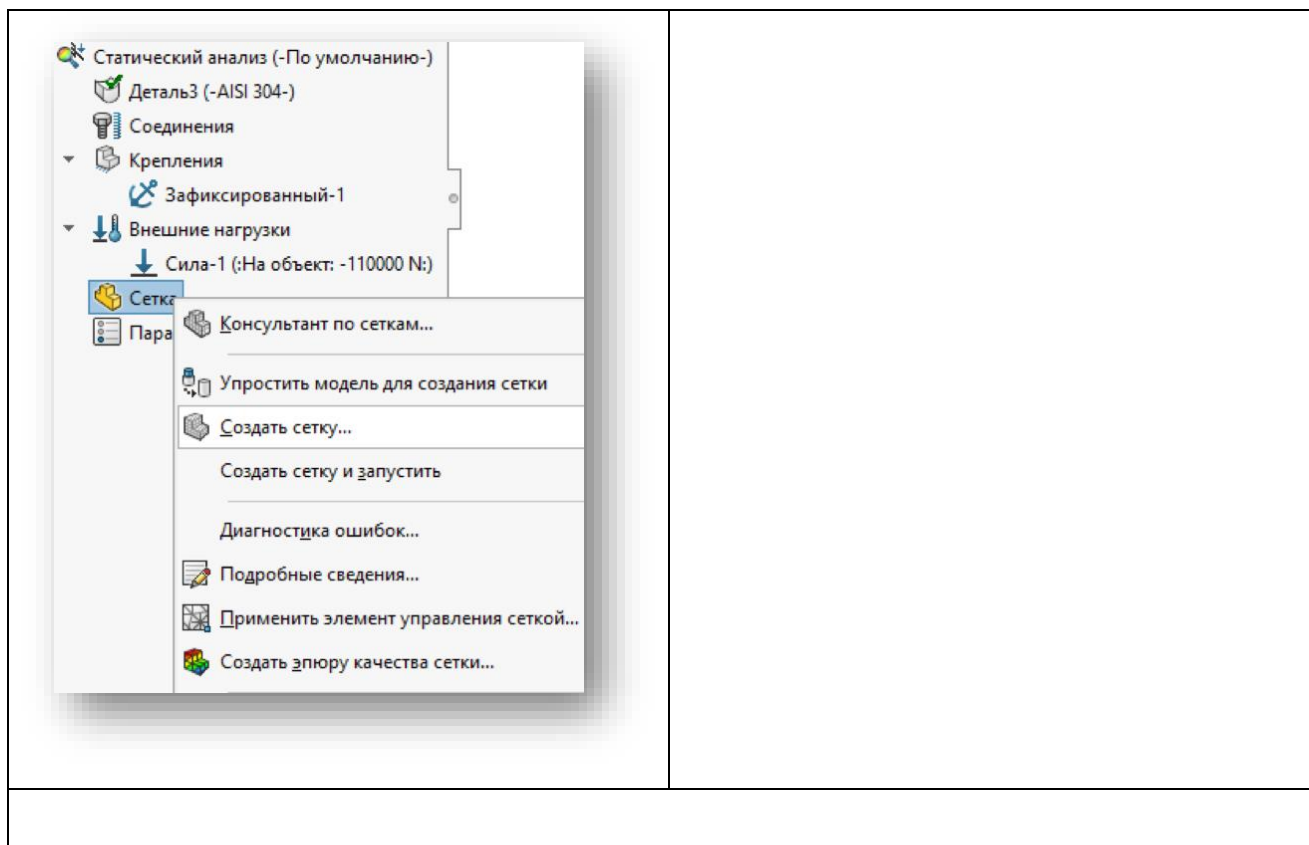 Статический анализ (-По умолчанию-)
Деталь3 (-AISI 304-)
Соединения
Крепления
Зафиксированный-1
Внешние нагрузки
Сила-1 (:На объект: -110000 N:)
Сетка
Пара
Консультант по сеткам...
Упростить модель для создания сетки
Создать сетку...
Создать сетку и запустить
Диагностика ошибок...
Подробные сведения...
Применить элемент управления сеткой...
Создать эпюру качества сетки...